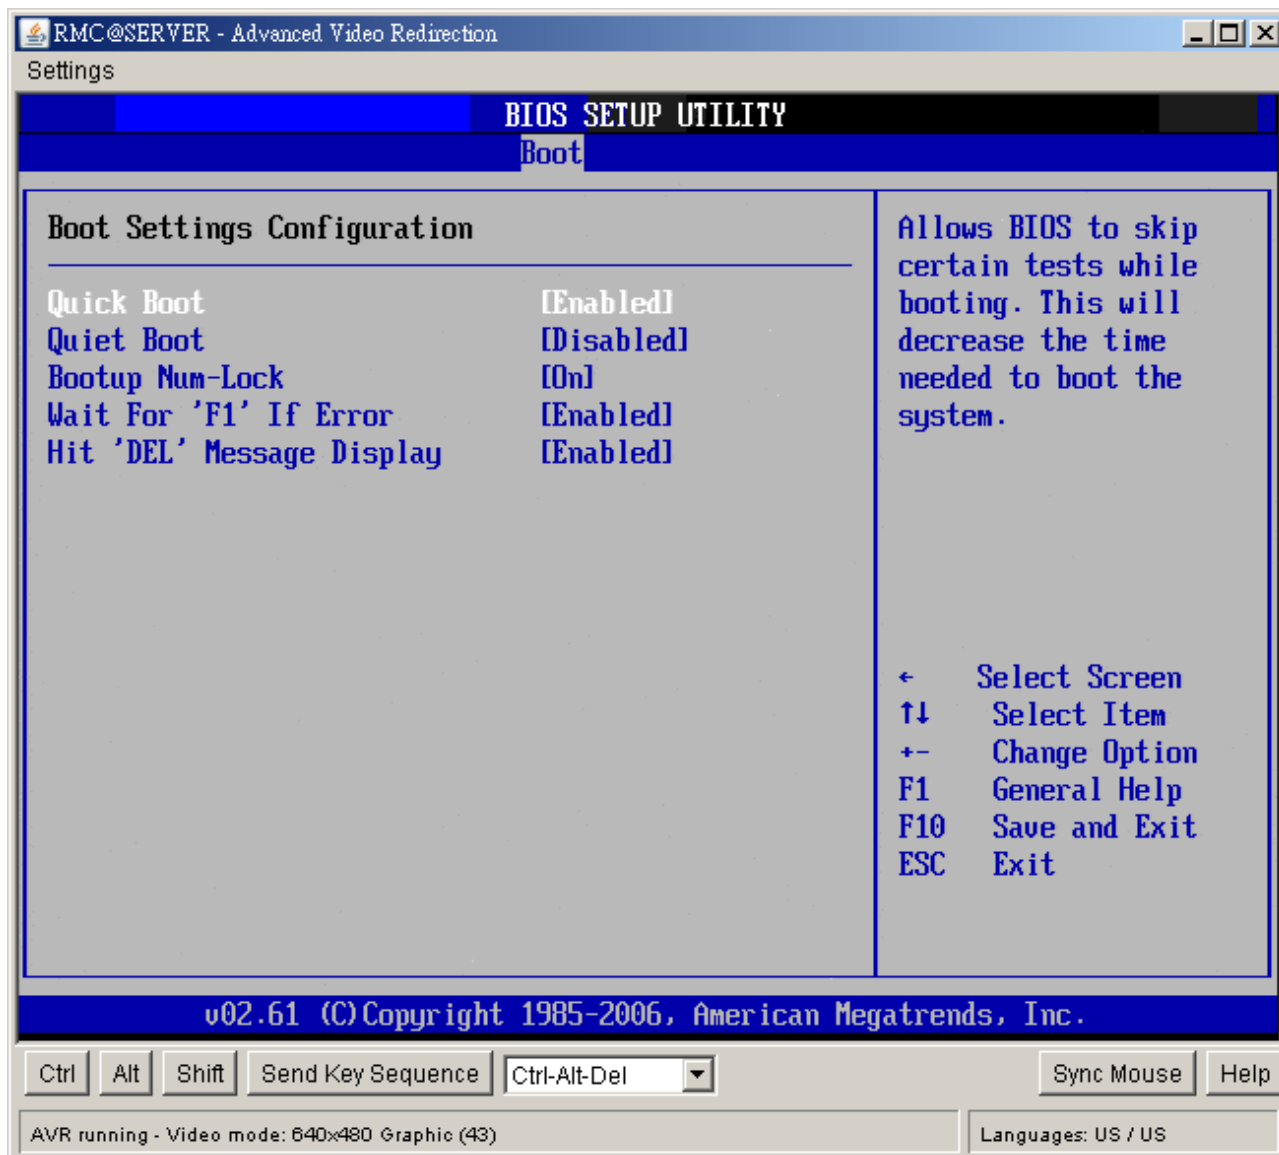 RMC@SERVER - Advanced Video Redirection
Settings
BIOS SETUP UTILITY
Boot
Boot Settings Configuration
Quick Boot [Enabled]
Quiet Boot [Disabled]
Bootup Num-Lock [On]
Wait For 'F1' If Error [Enabled]
Hit 'DEL' Message Display [Enabled]
Allows BIOS to skip
certain tests while
booting. This will
decrease the time
needed to boot the
system.
← Select Screen
↑↓ Select Item
+- Change Option
F1 General Help
F10 Save and Exit
ESC Exit
v02.61 (C)Copyright 1985-2006, American Megatrends, Inc.
Ctrl Alt Shift Send Key Sequence Ctrl-Alt-Del Sync Mouse Help
AVR running - Video mode: 640x480 Graphic (43) Languages: US / US